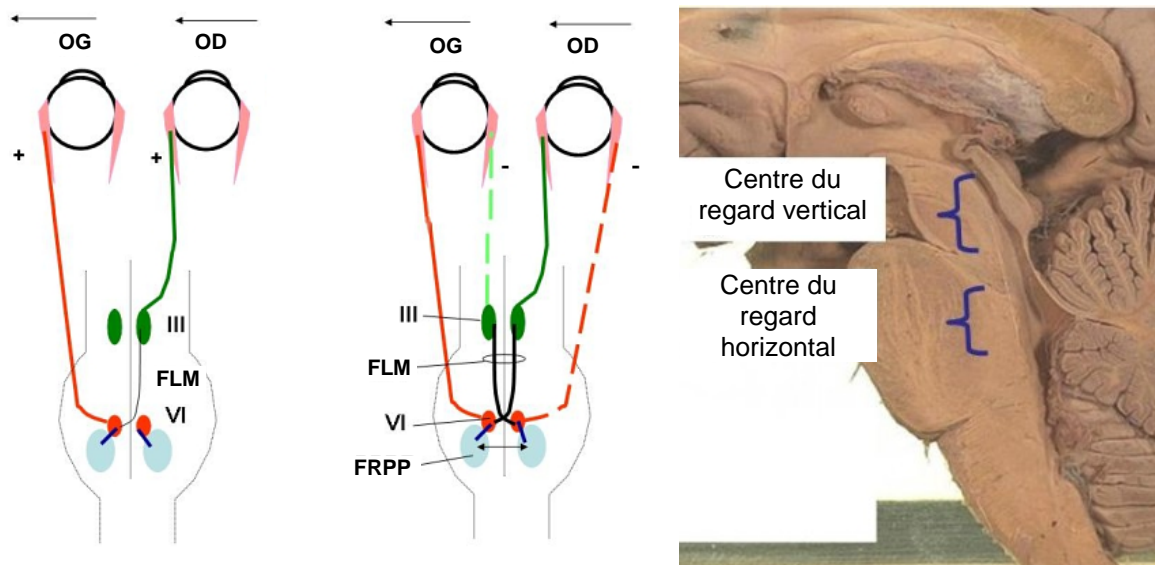 OG OD
+ +
III
FLM
VI
OG OD
- -
III
FLM
VI
FRPP
Centre du
regard vertical
Centre du
regard
horizontal